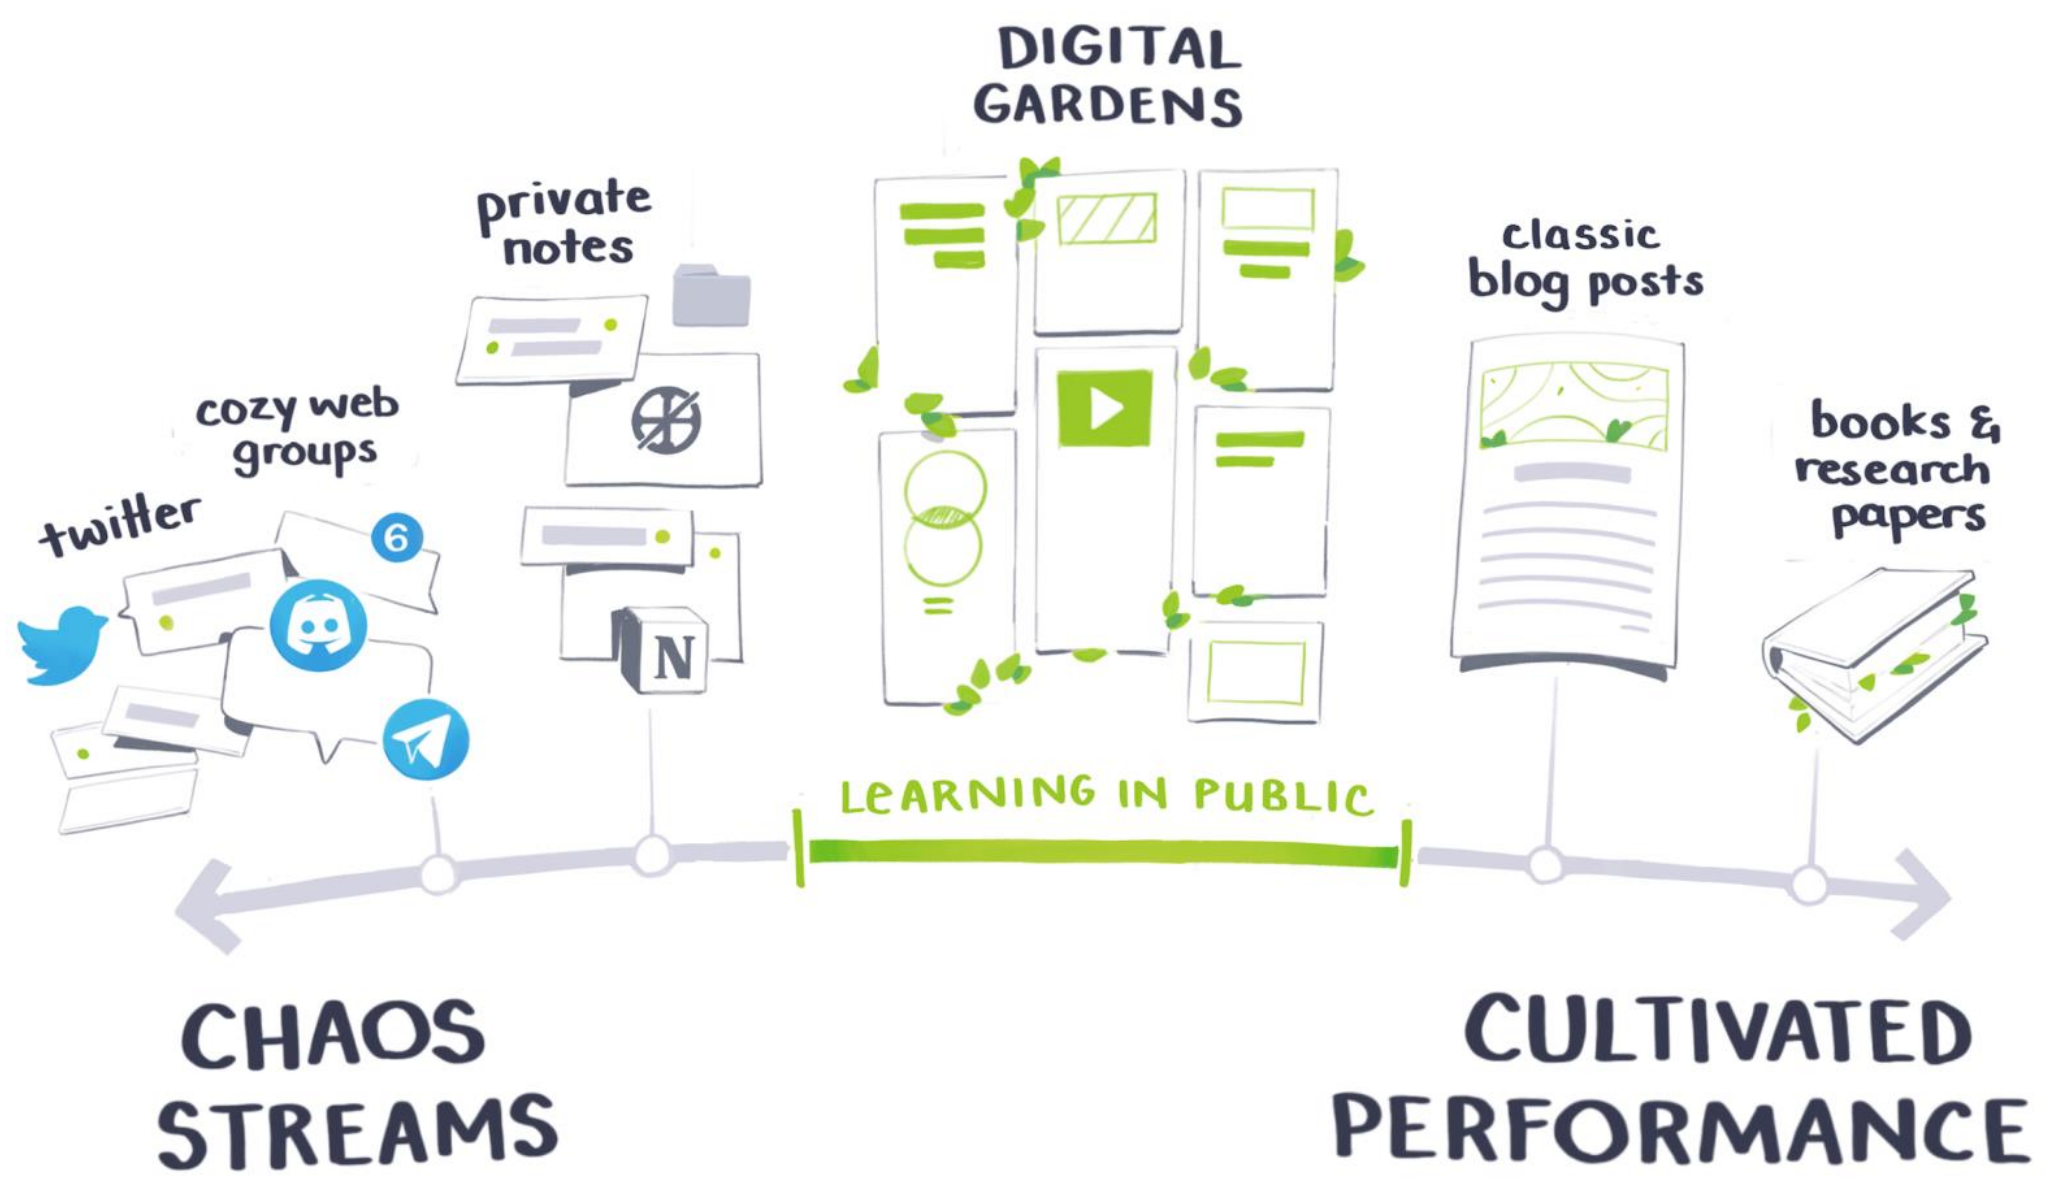 DIGITAL
GARDENS
private
notes
classic
blog posts
cozy web
groups
books &
research
papers
twitter
6
N
LEARNING IN PUBLIC
CHAOS
STREAMS
CULTIVATED
PERFORMANCE